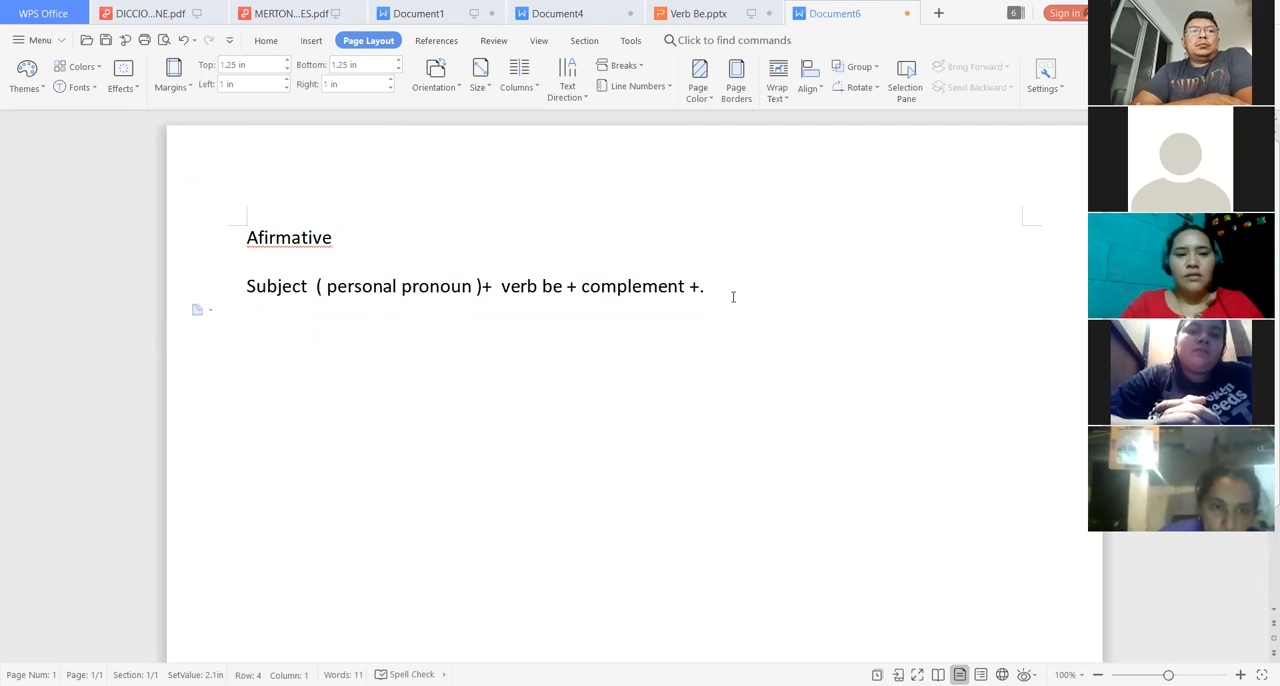 WPS Office DICCIO...NE.pdf MERTON...ES.pdf Document1 Document4 Verb Be.pptx Document6 + 6 Sign in
Menu Home Insert Page Layout References Review View Section Tools Click to find commands
Themes Colors Fonts Effects Margins Top: 1.25 in Bottom: 1.25 in Left: 1 in Right: 1 in Orientation Size Columns Text Direction Breaks Line Numbers Page Color Page Borders Wrap Text Align Group Rotate Selection Pane Bring Forward Send Backward Settings
Afirmative
Subject ( personal pronoun )+ verb be + complement +.
Page Num: 1 Page: 1/1 Section: 1/1 SetValue: 2.1in Row: 4 Column: 1 Words: 11 Spell Check 100%